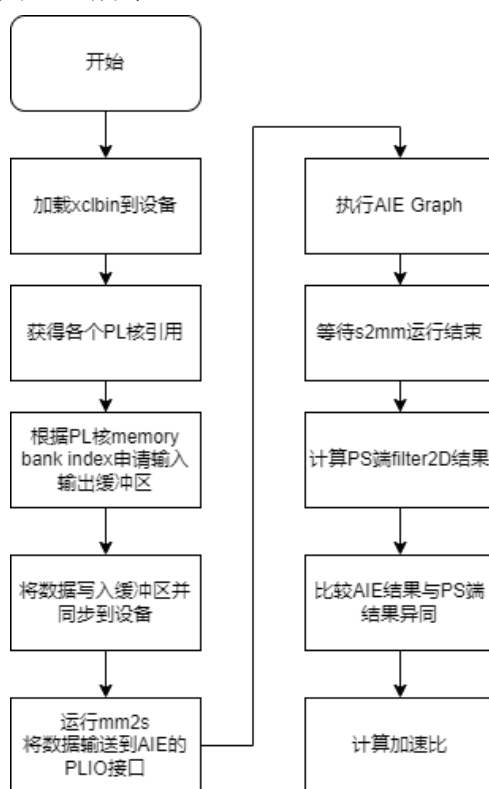 开始
加载xclbin到设备
获得各个PL核引用
根据PL核memory
bank index申请输入
输出缓冲区
将数据写入缓冲区并
同步到设备
运行mm2s
将数据输送到AIE的
PLIO接口
执行AIE Graph
等待s2mm运行结束
计算PS端filter2D结果
比较AIE结果与PS端
结果异同
计算加速比